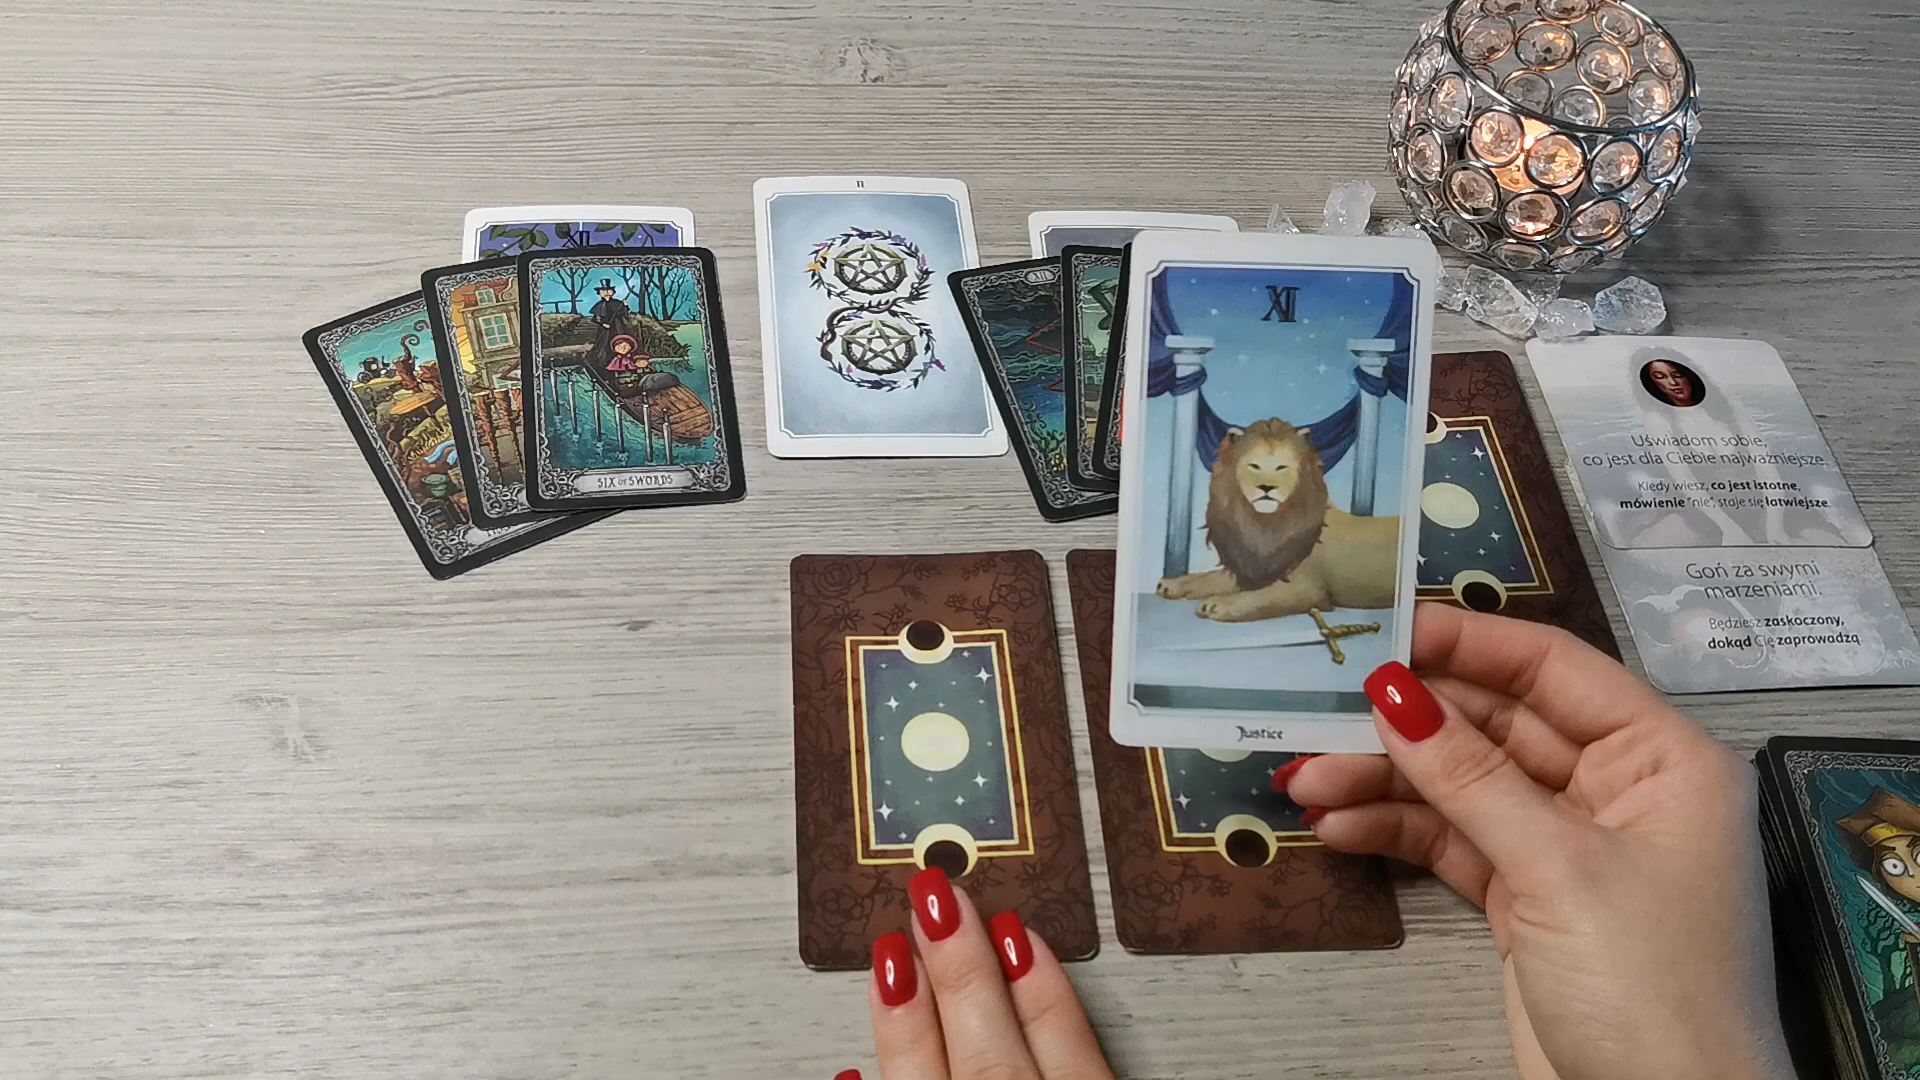 XII
II
XII
XI
SIX OF SWORDS
Justice
Uświadom sobie,
co jest dla Ciebie najważniejsze.
Kiedy wiesz, co jest istotne,
mówienie "nie", staje się łatwiejsze.
Goń za swymi
marzeniami.
Będziesz zaskoczony,
dokąd Cię zaprowadzą